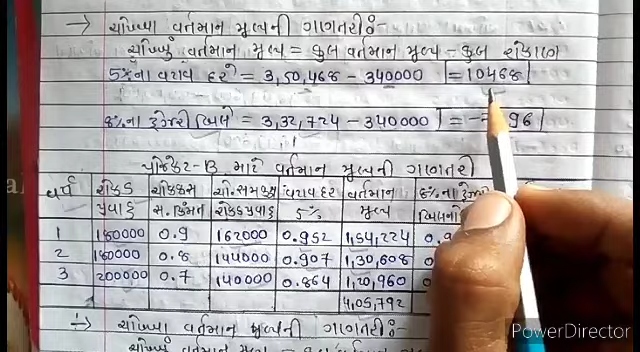 → ચોખ્ખા વર્તમાન મુલ્યની ગણતરી:-
ચોખ્ખું વર્તમાન મુલ્ય = કુલ વર્તમાન મુલ્ય - કુલ રોકાણ
5%ના વટાવ દરે = 3,50,468 - 340000 = 10468
8%ના = 3,32,724 - 340000 = - 96
પ્રોજેક્ટ-B માટે વર્તમાન મુલ્યની ગણતરી
વર્ષ રોકડ ચોક્કસ ચો.સમકક્ષ વટાવ દર વર્તમાન 8%ના
પ્રવાહ સ.કિંમત રોકડપ્રવાહ 5% મુલ્ય
1 180000 0.9 162000 0.952 1,54,224
2 180000 0.8 144000 0.907 1,30,608
3 200000 0.7 140000 0.864 1,20,960
4,05,792
→ ચોખ્ખા વર્તમાન મુલ્યની ગણતરી:-
ચોખ્ખું વર્તમાન મુલ્ય =
PowerDirector